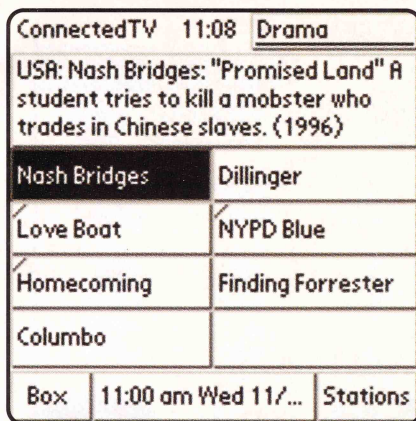 ConnectedTV 11:08 Drama
USA: Nash Bridges: "Promised Land" A
student tries to kill a mobster who
trades in Chinese slaves. (1996)
Nash Bridges Dillinger
Love Boat NYPD Blue
Homecoming Finding Forrester
Columbo
Box 11:00 am Wed 11/... Stations